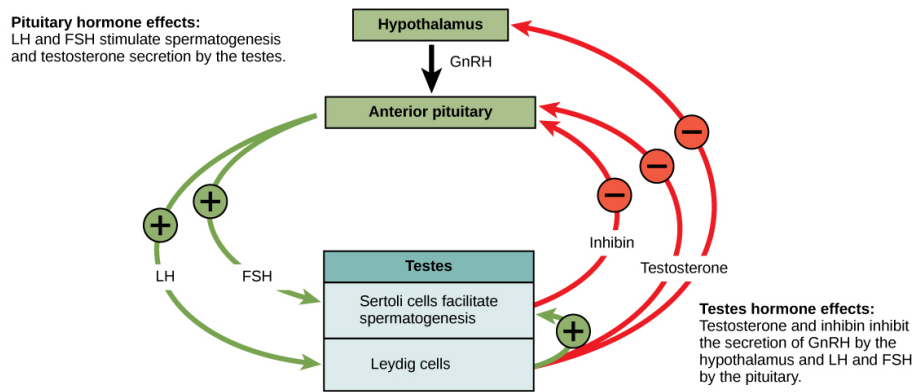 Pituitary hormone effects:
LH and FSH stimulate spermatogenesis
and testosterone secretion by the testes.
Hypothalamus
GnRH
Anterior pituitary
+
+
−
−
−
LH
FSH
Inhibin
Testosterone
Testes
Sertoli cells facilitate
spermatogenesis
+
Leydig cells
Testes hormone effects:
Testosterone and inhibin inhibit
the secretion of GnRH by the
hypothalamus and LH and FSH
by the pituitary.